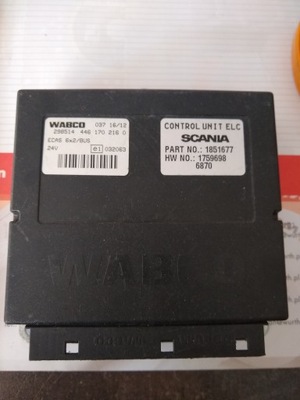 WABCO 037 16/12
298514 446 170 216 0
ECAS 6x2/BUS
24V e1 032063
CONTROL UNIT ELC
SCANIA
PART NO.: 1851677
HW NO.: 1759698
6870
WABCO